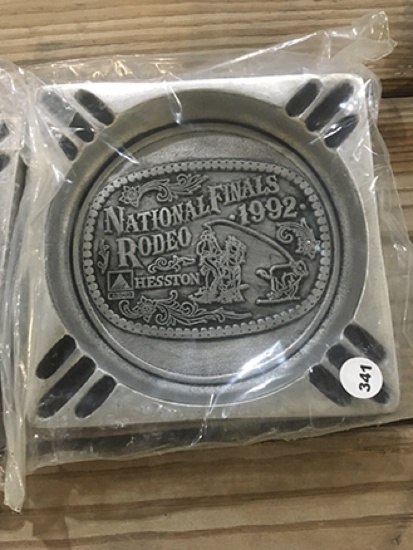 NATIONAL FINALS
RODEO
1992
HESSTON
341